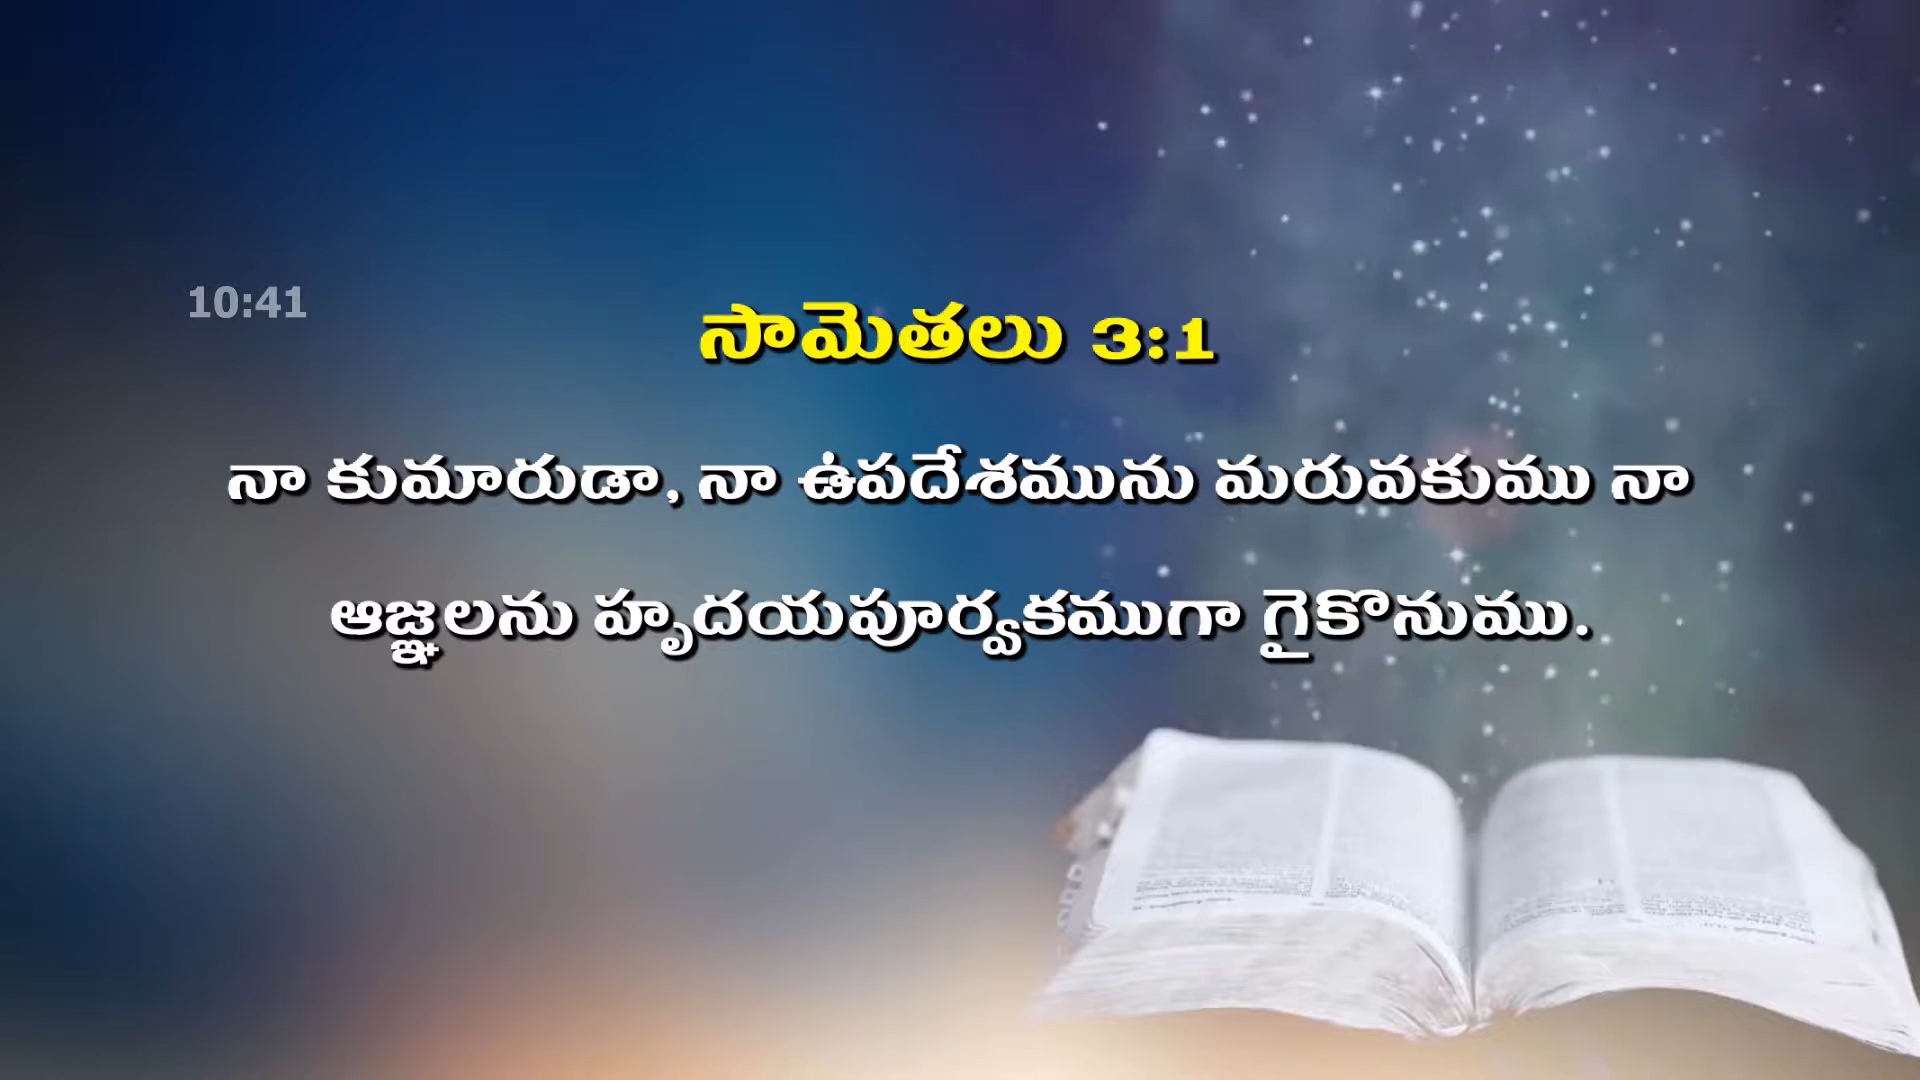 10:41
సామెతలు 3:1
నా కుమారుడా, నా ఉపదేశమును మరువకుము నా
ఆజ్ఞలను హృదయపూర్వకముగా గైకొనుము.